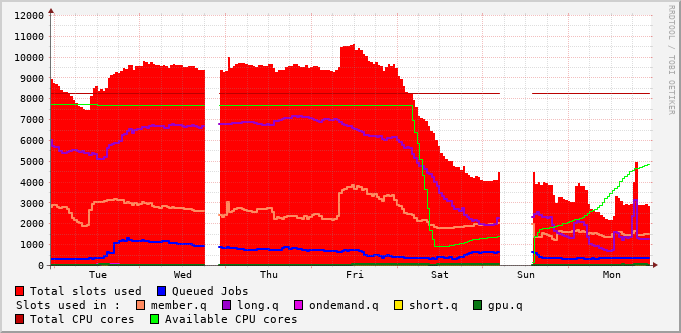 RRDTOOL / TOBI OETIKER
12000
11000
10000
9000
8000
7000
6000
5000
4000
3000
2000
1000
0
Tue Wed Thu Fri Sat Sun Mon
Total slots used Queued Jobs
Slots used in : member.q long.q ondemand.q short.q gpu.q
Total CPU cores Available CPU cores